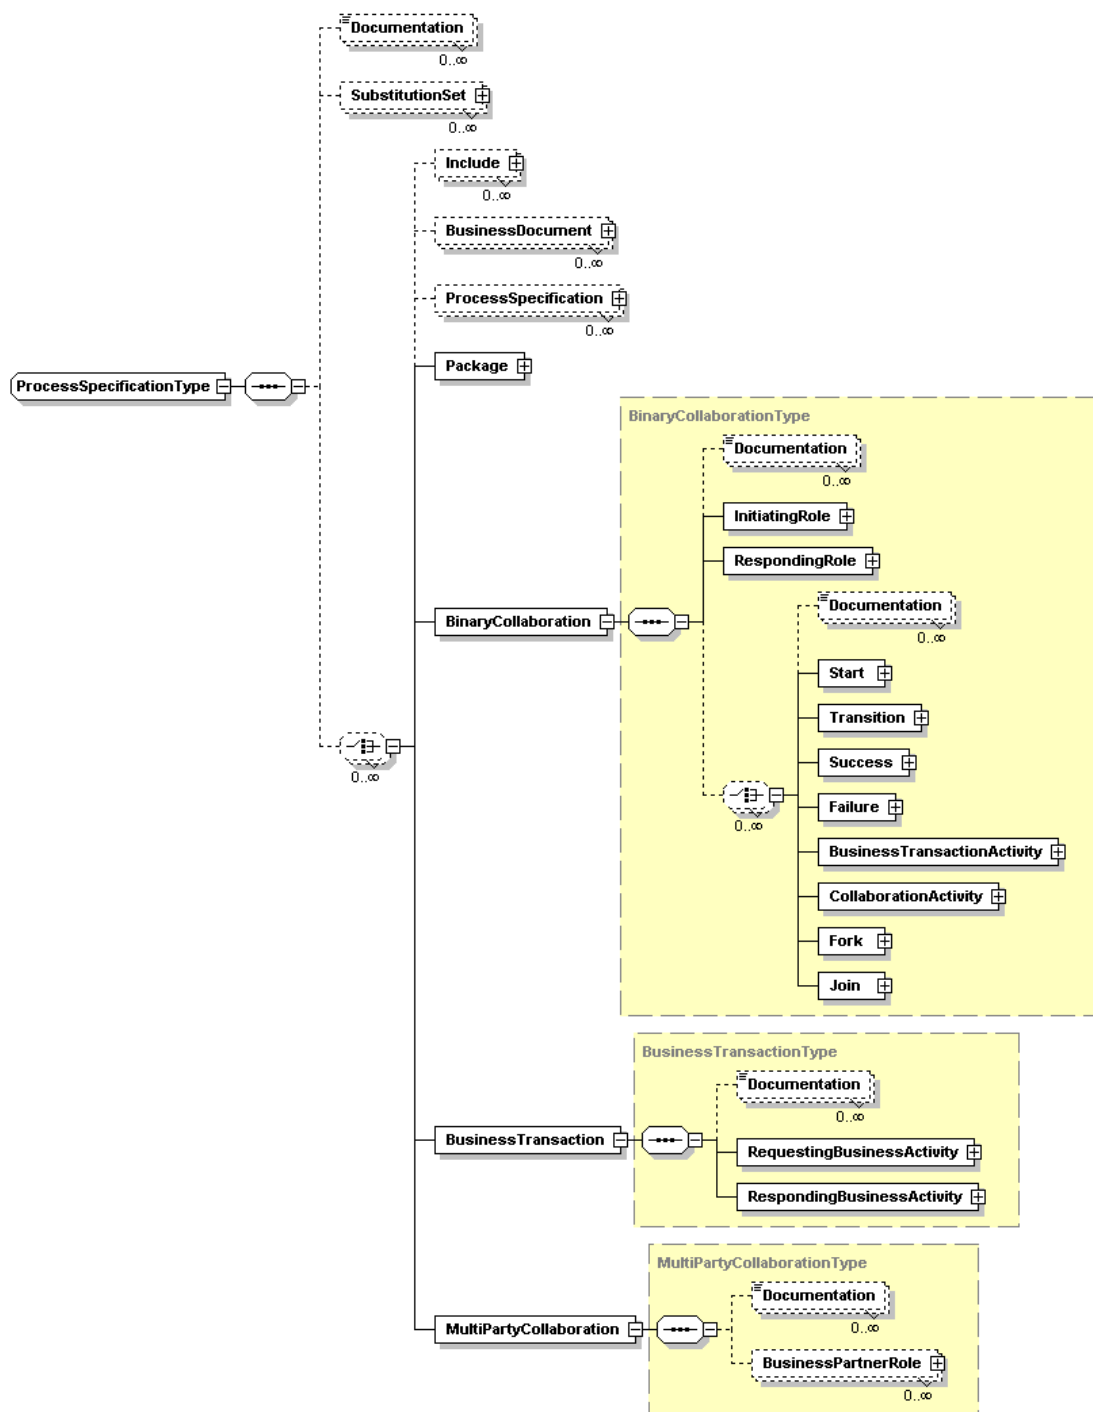 Documentation
0..∞
SubstitutionSet
0..∞
Include
0..∞
BusinessDocument
0..∞
ProcessSpecification
0..∞
Package
ProcessSpecificationType
BinaryCollaborationType
Documentation
0..∞
InitiatingRole
RespondingRole
Documentation
0..∞
BinaryCollaboration
Start
Transition
Success
0..∞
Failure
0..∞
BusinessTransactionActivity
CollaborationActivity
Fork
Join
BusinessTransactionType
Documentation
0..∞
BusinessTransaction
RequestingBusinessActivity
RespondingBusinessActivity
MultiPartyCollaborationType
Documentation
0..∞
MultiPartyCollaboration
BusinessPartnerRole
0..∞